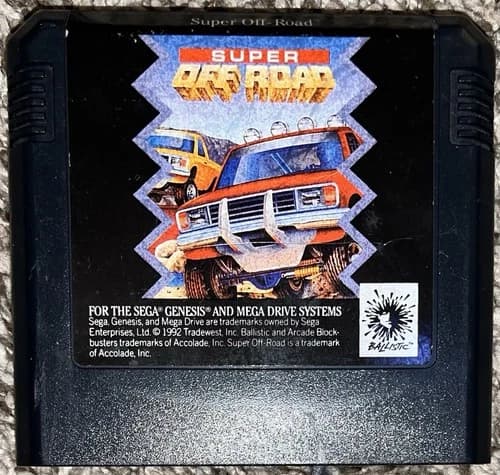 Super Off-Road
SUPER
OFF ROAD
FOR THE SEGA® GENESIS® AND MEGA DRIVE SYSTEMS
Sega, Genesis, and Mega Drive are trademarks owned by Sega
Enterprises, Ltd. © 1992 Tradewest, Inc. Ballistic and Arcade Block-
busters trademarks of Accolade, Inc. Super Off-Road is a trademark
of Accolade, Inc.
BALLISTIC™